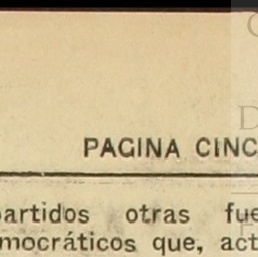 PAGINA CINC
partidos otras fue
mocráticos que, act